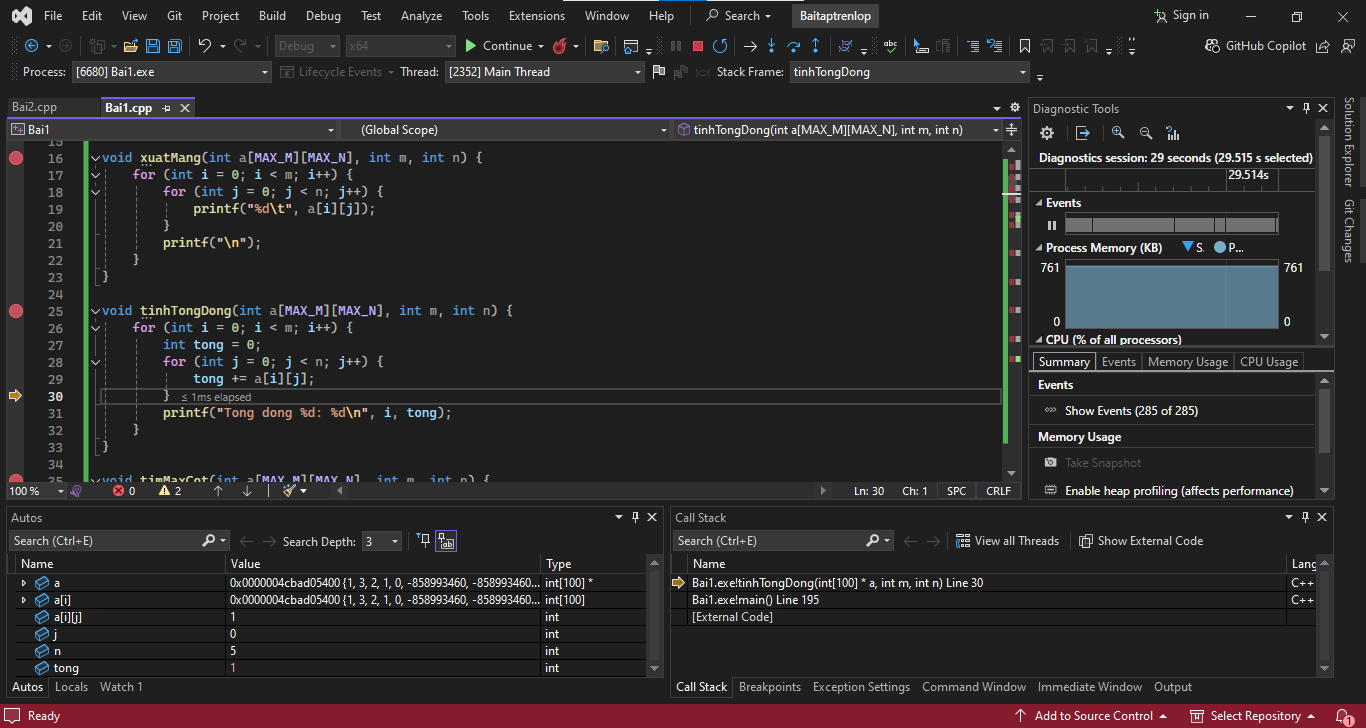 File Edit View Git Project Build Debug Test Analyze Tools Extensions Window Help Search Baitaptrenlop Sign in
Debug x64 Continue GitHub Copilot
Process: [6680] Bai1.exe Lifecycle Events Thread: [2352] Main Thread Stack Frame: tinhTongDong
Bai2.cpp Bai1.cpp
Bai1 (Global Scope) tinhTongDong(int a[MAX_M][MAX_N], int m, int n)
15
16 void xuatMang(int a[MAX_M][MAX_N], int m, int n) {
17 for (int i = 0; i < m; i++) {
18 for (int j = 0; j < n; j++) {
19 printf("%d\t", a[i][j]);
20 }
21 printf("\n");
22 }
23 }
24
25 void tinhTongDong(int a[MAX_M][MAX_N], int m, int n) {
26 for (int i = 0; i < m; i++) {
27 int tong = 0;
28 for (int j = 0; j < n; j++) {
29 tong += a[i][j];
30 } ≤ 1ms elapsed
31 printf("Tong dong %d: %d\n", i, tong);
32 }
33 }
34
35 void timMaxCot(int a[MAX_M][MAX_N], int m, int n) {
100 % 0 2 Ln: 30 Ch: 1 SPC CRLF
Diagnostic Tools
Diagnostics session: 29 seconds (29.515 s selected)
29.514s
Events
Process Memory (KB) S. P...
761 761
0 0
CPU (% of all processors)
Summary Events Memory Usage CPU Usage
Events
Show Events (285 of 285)
Memory Usage
Take Snapshot
Enable heap profiling (affects performance)
Solution Explorer
Git Changes
Autos
Search (Ctrl+E) Search Depth: 3
Name Value Type
a 0x0000004cbad05400 {1, 3, 2, 1, 0, -858993460, -858993460... int[100] *
a[i] 0x0000004cbad05400 {1, 3, 2, 1, 0, -858993460, -858993460... int[100]
a[i][j] 1 int
j 0 int
n 5 int
tong 1 int
Autos Locals Watch 1
Call Stack
Search (Ctrl+E) View all Threads Show External Code
Name Lang
Bai1.exe!tinhTongDong(int[100] * a, int m, int n) Line 30 C++
Bai1.exe!main() Line 195 C++
[External Code]
Call Stack Breakpoints Exception Settings Command Window Immediate Window Output
Ready Add to Source Control Select Repository 1